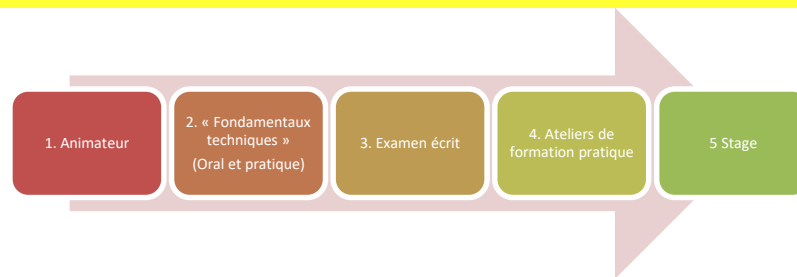 1. Animateur
2. « Fondamentaux
techniques »
(Oral et pratique)
3. Examen écrit
4. Ateliers de
formation pratique
5 Stage